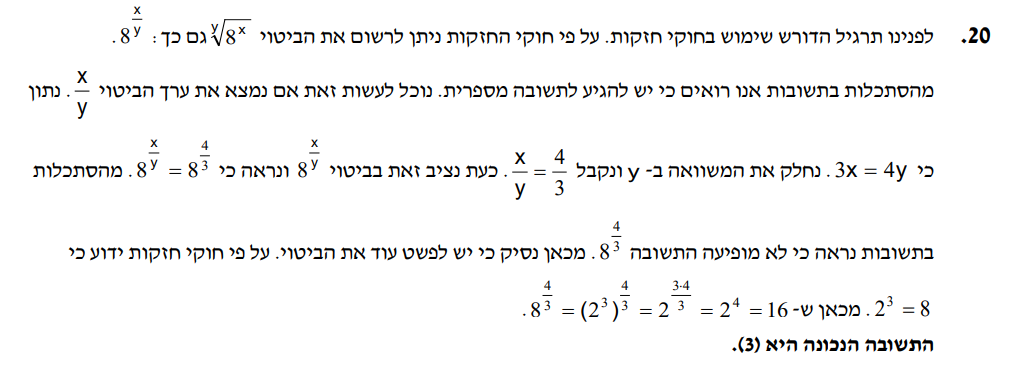 20. לפנינו תרגיל הדורש שימוש בחוקי חזקות. על פי חוקי החזקות ניתן לרשום את הביטוי $\sqrt[y]{8^x}$ גם כך: $8^{\frac{x}{y}}$.
מהסתכלות בתשובות אנו רואים כי יש להגיע לתשובה מספרית. נוכל לעשות זאת אם נמצא את ערך הביטוי $\frac{x}{y}$. נתון
כי $3x = 4y$. נחלק את המשוואה ב- y ונקבל $\frac{x}{y} = \frac{4}{3}$. כעת נציב זאת בביטוי $8^{\frac{x}{y}}$ ונראה כי $8^{\frac{x}{y}} = 8^{\frac{4}{3}}$. מהסתכלות
בתשובות נראה כי לא מופיעה התשובה $8^{\frac{4}{3}}$. מכאן נסיק כי יש לפשט עוד את הביטוי. על פי חוקי חזקות ידוע כי
$2^3 = 8$. מכאן ש- $8^{\frac{4}{3}} = (2^3)^{\frac{4}{3}} = 2^{\frac{3 \cdot 4}{3}} = 2^4 = 16$.
התשובה הנכונה היא (3).